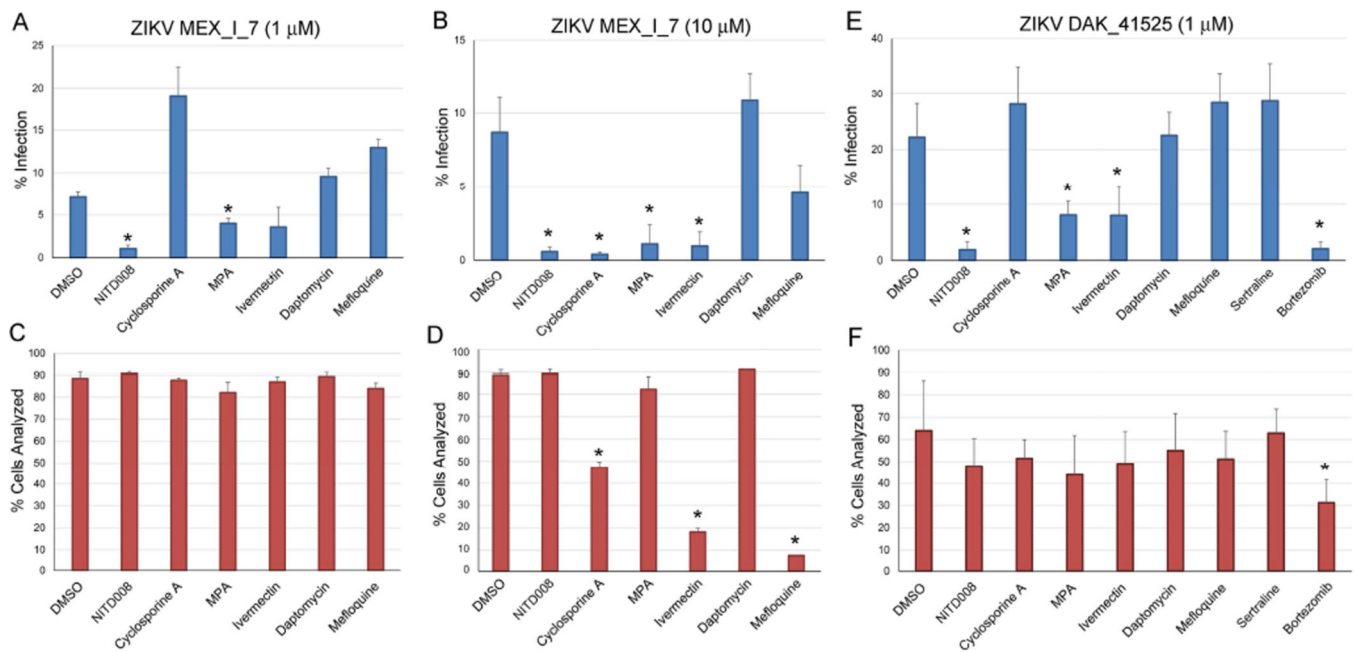 A
ZIKV MEX_I_7 (1 µM)
% Infection
25
20
15
10
5
0
DMSO
NITD008
Cyclosporine A
MPA
Ivermectin
Daptomycin
Mefloquine
*
*
B
ZIKV MEX_I_7 (10 µM)
% Infection
15
10
5
0
DMSO
NITD008
Cyclosporine A
MPA
Ivermectin
Daptomycin
Mefloquine
*
*
*
*
E
ZIKV DAK_41525 (1 µM)
% Infection
40
30
20
10
0
DMSO
NITD008
Cyclosporine A
MPA
Ivermectin
Daptomycin
Mefloquine
Sertraline
Bortezomib
*
*
*
*
C
% Cells Analyzed
100
90
80
70
60
50
40
30
20
10
DMSO
NITD008
Cyclosporine A
MPA
Ivermectin
Daptomycin
Mefloquine
D
% Cells Analyzed
100
90
80
70
60
50
40
30
20
10
DMSO
NITD008
Cyclosporine A
MPA
Ivermectin
Daptomycin
Mefloquine
*
*
*
F
% Cells Analyzed
100
90
80
70
60
50
40
30
20
10
DMSO
NITD008
Cyclosporine A
MPA
Ivermectin
Daptomycin
Mefloquine
Sertraline
Bortezomib
*